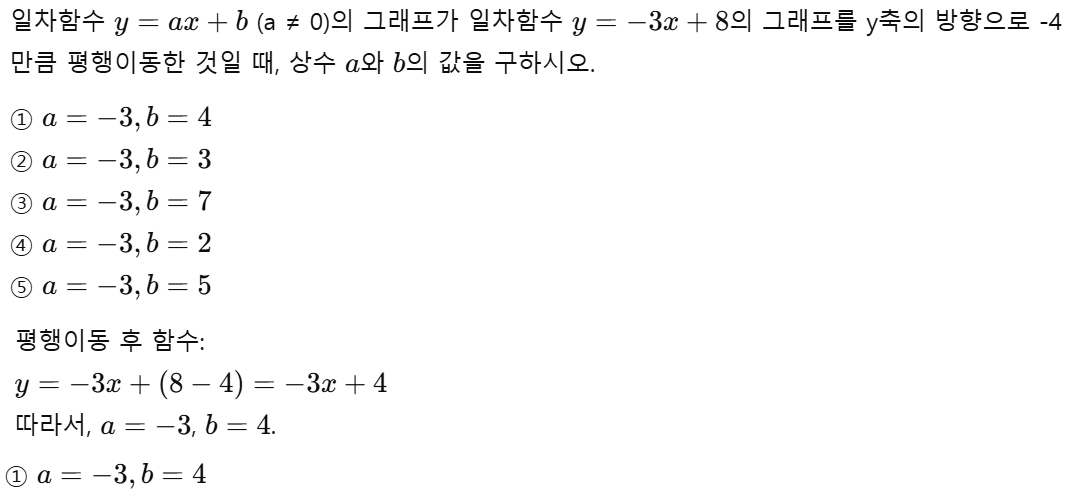 일차함수 y = ax + b (a ≠ 0)의 그래프가 일차함수 y = −3x + 8의 그래프를 y축의 방향으로 -4
만큼 평행이동한 것일 때, 상수 a와 b의 값을 구하시오.
① a = −3, b = 4
② a = −3, b = 3
③ a = −3, b = 7
④ a = −3, b = 2
⑤ a = −3, b = 5
평행이동 후 함수:
y = −3x + (8 − 4) = −3x + 4
따라서, a = −3, b = 4.
① a = −3, b = 4